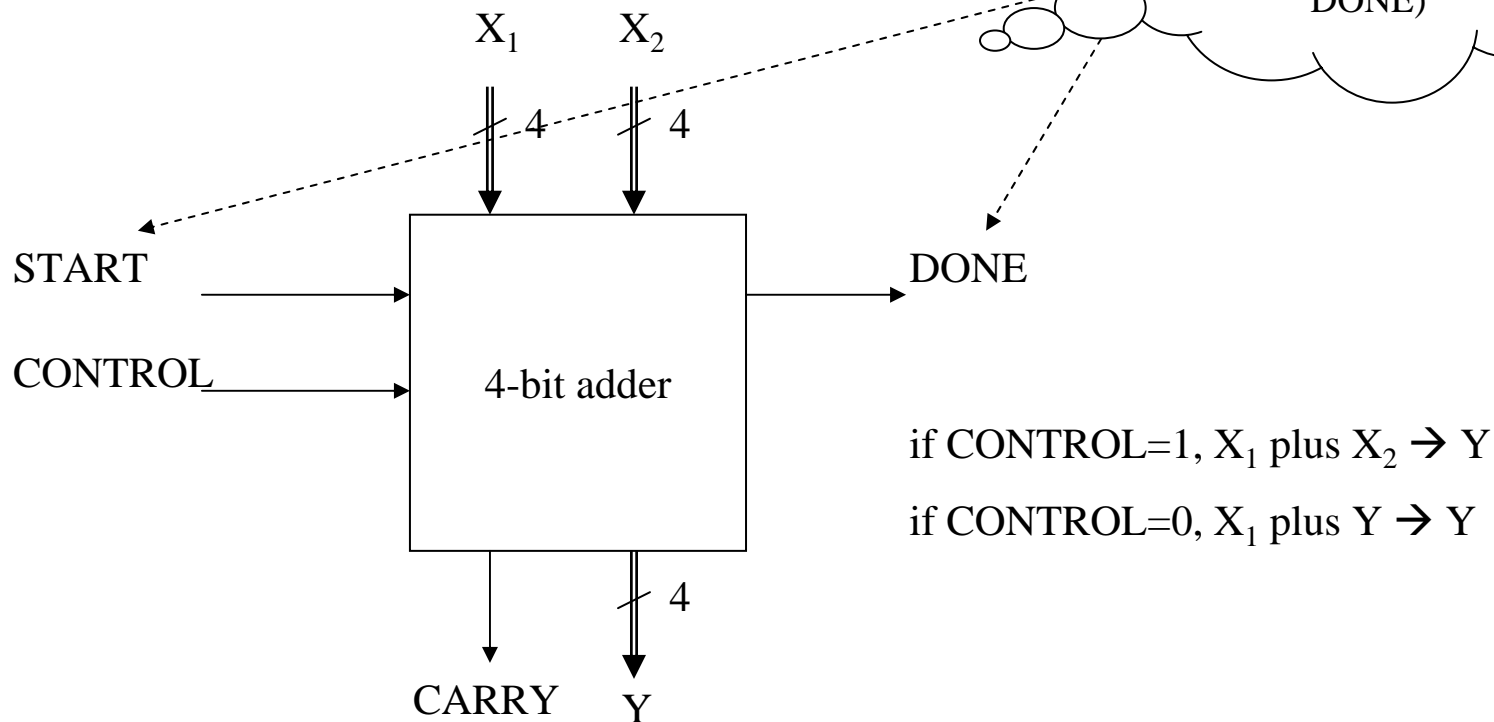 DONE)
X₁ X₂
4 4
START
DONE
CONTROL
4-bit adder
if CONTROL=1, X₁ plus X₂ → Y
if CONTROL=0, X₁ plus Y → Y
4
CARRY Y